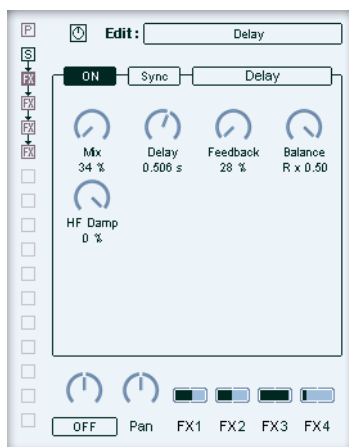 P
Edit: Delay
S
FX
ON Sync Delay
FX
FX
FX
Mix Delay Feedback Balance
34 % 0.506 s 28 % R x 0.50
HF Damp
0 %
OFF Pan FX1 FX2 FX3 FX4